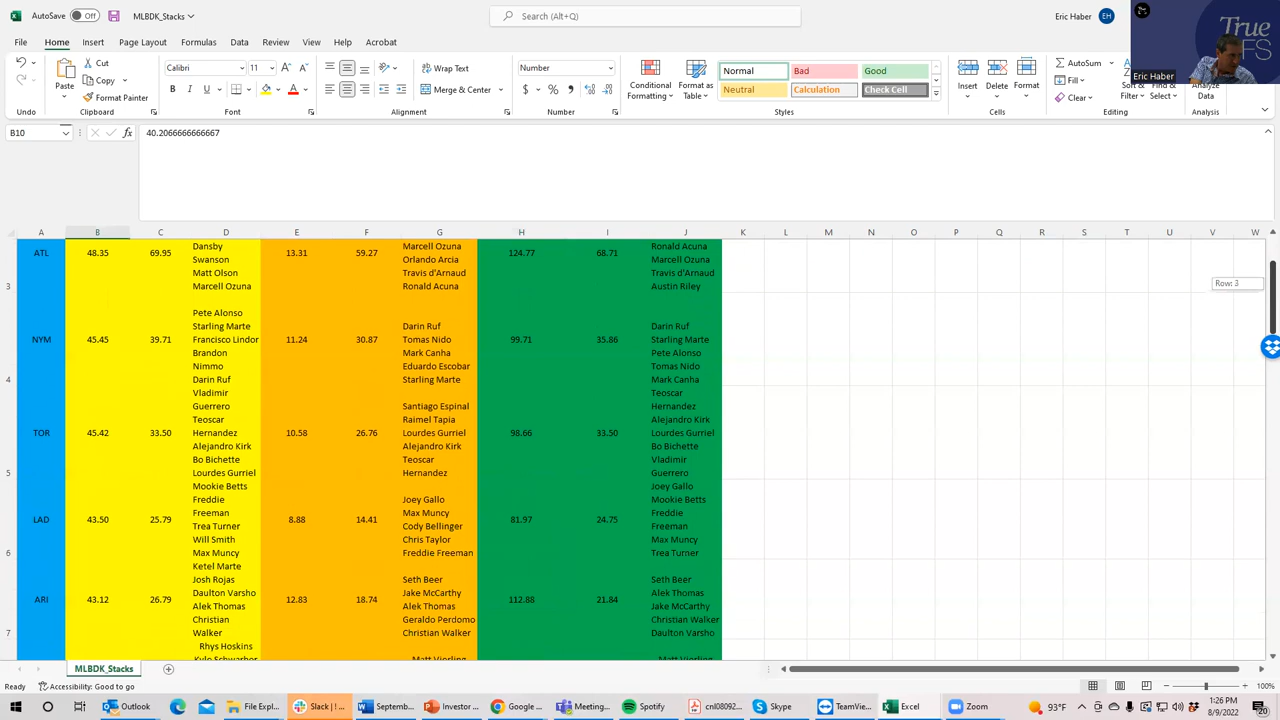 AutoSave Off MLBDK_Stacks Search (Alt+Q) Eric Haber EH
True
FS
Eric Haber
File Home Insert Page Layout Formulas Data Review View Help Acrobat
Cut
Copy
Format Painter
Paste
Undo Clipboard
Calibri 11
B I U
Font
Wrap Text
Merge & Center
Alignment
Number
$ % ,
Number
Conditional Formatting
Format as Table
Normal Bad Good
Neutral Calculation Check Cell
Styles
Insert Delete Format
Cells
AutoSum
Fill
Clear
Sort & Filter
Find & Select
Editing
Analyze Data
Analysis
B10 fx 40.2066666666667
A B C D E F G H I J K L M N O P Q R S T U V W
Row: 3
3 ATL 48.35 69.95
Dansby
Swanson
Matt Olson
Marcell Ozuna
13.31 59.27
Marcell Ozuna
Orlando Arcia
Travis d'Arnaud
Ronald Acuna
124.77 68.71
Ronald Acuna
Marcell Ozuna
Travis d'Arnaud
Austin Riley
4 NYM 45.45 39.71
Pete Alonso
Starling Marte
Francisco Lindor
Brandon
Nimmo
Darin Ruf
11.24 30.87
Darin Ruf
Tomas Nido
Mark Canha
Eduardo Escobar
Starling Marte
99.71 35.86
Darin Ruf
Starling Marte
Pete Alonso
Tomas Nido
Mark Canha
5 TOR 45.42 33.50
Vladimir
Guerrero
Teoscar
Hernandez
Alejandro Kirk
Bo Bichette
Lourdes Gurriel
10.58 26.76
Santiago Espinal
Raimel Tapia
Lourdes Gurriel
Alejandro Kirk
Teoscar
Hernandez
98.66 33.50
Teoscar
Hernandez
Alejandro Kirk
Lourdes Gurriel
Bo Bichette
Vladimir
Guerrero
6 LAD 43.50 25.79
Mookie Betts
Freddie
Freeman
Trea Turner
Will Smith
Max Muncy
8.88 14.41
Joey Gallo
Max Muncy
Cody Bellinger
Chris Taylor
Freddie Freeman
81.97 24.75
Joey Gallo
Mookie Betts
Freddie
Freeman
Max Muncy
Trea Turner
7 ARI 43.12 26.79
Ketel Marte
Josh Rojas
Daulton Varsho
Alek Thomas
Christian
Walker
12.83 18.74
Seth Beer
Jake McCarthy
Alek Thomas
Geraldo Perdomo
Christian Walker
112.88 21.84
Seth Beer
Alek Thomas
Jake McCarthy
Christian Walker
Daulton Varsho
Rhys Hoskins
Kyle Schwarber
Matt Vierling
Matt Vierling
MLBDK_Stacks
Ready Accessibility: Good to go 100%
Outlook File Expl... Slack | ! ... Septemb... Investor ... Google ... Meeting... Spotify cnl08092... Skype TeamVie... Excel Zoom 93°F 1:26 PM
8/9/2022
20